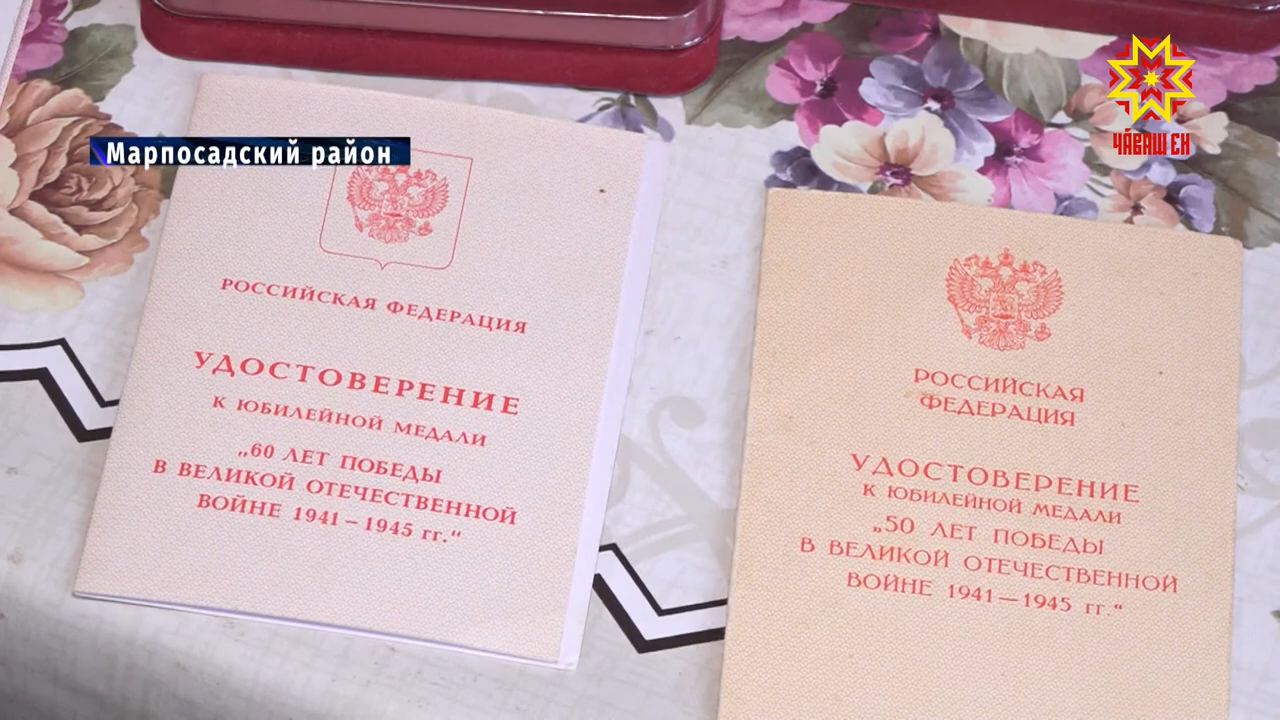 Марпосадский район
ЧӐВАШ ЕН
РОССИЙСКАЯ ФЕДЕРАЦИЯ
УДОСТОВЕРЕНИЕ
К ЮБИЛЕЙНОЙ МЕДАЛИ
„60 ЛЕТ ПОБЕДЫ
В ВЕЛИКОЙ ОТЕЧЕСТВЕННОЙ
ВОЙНЕ 1941–1945 гг.“
РОССИЙСКАЯ
ФЕДЕРАЦИЯ
УДОСТОВЕРЕНИЕ
К ЮБИЛЕЙНОЙ МЕДАЛИ
„50 ЛЕТ ПОБЕДЫ
В ВЕЛИКОЙ ОТЕЧЕСТВЕННОЙ
ВОЙНЕ 1941—1945 гг.“